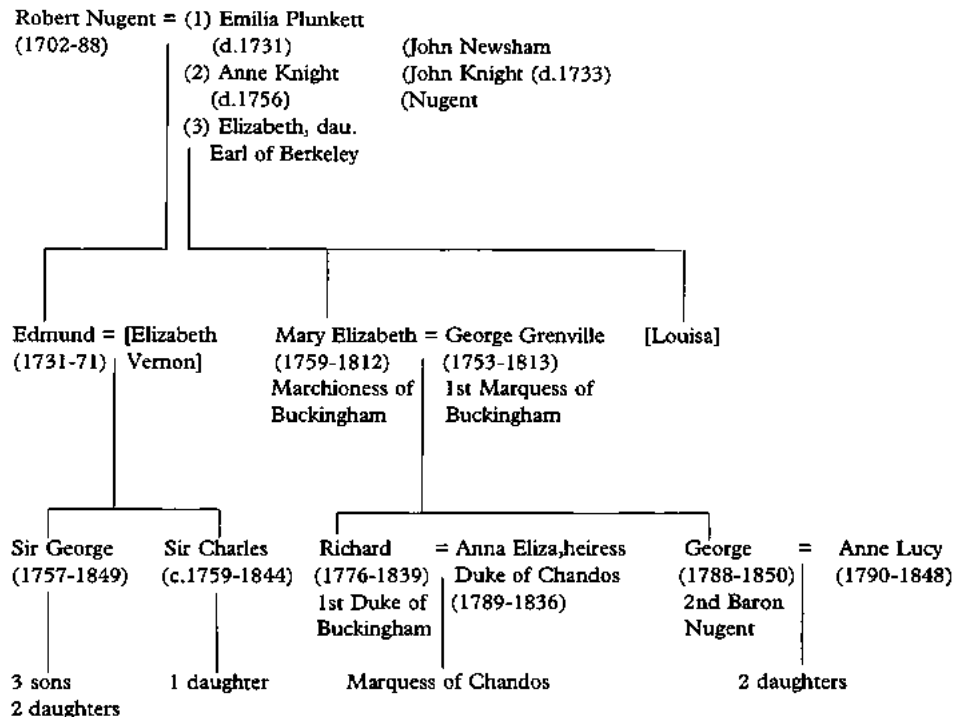 Robert Nugent = (1) Emilia Plunkett
(1702-88) (d.1731) (John Newsham
(2) Anne Knight (John Knight (d.1733)
(d.1756) (Nugent
(3) Elizabeth, dau.
Earl of Berkeley
Edmund = [Elizabeth Mary Elizabeth = George Grenville [Louisa]
(1731-71) Vernon] (1759-1812) (1753-1813)
Marchioness of 1st Marquess of
Buckingham Buckingham
Sir George Sir Charles Richard = Anna Eliza,heiress George = Anne Lucy
(1757-1849) (c.1759-1844) (1776-1839) Duke of Chandos (1788-1850) (1790-1848)
1st Duke of (1789-1836) 2nd Baron
Buckingham Nugent
3 sons 1 daughter Marquess of Chandos 2 daughters
2 daughters